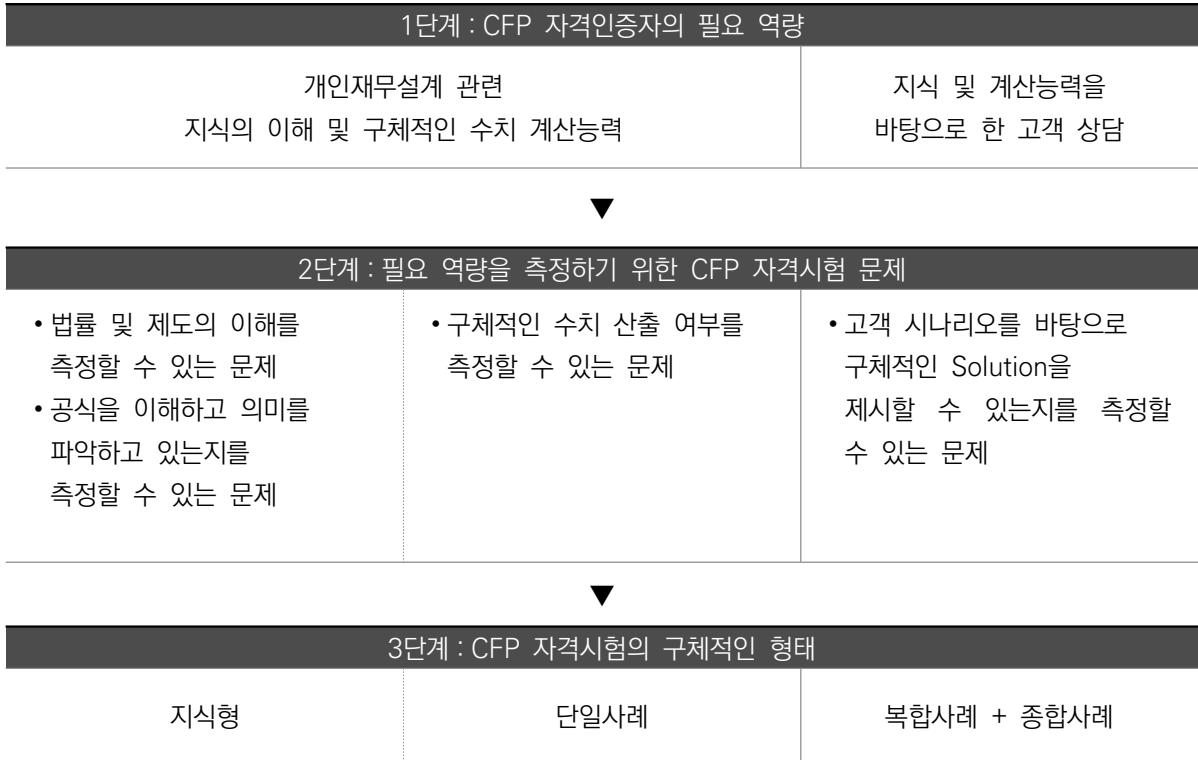 1단계 : CFP 자격인증자의 필요 역량
개인재무설계 관련
지식의 이해 및 구체적인 수치 계산능력
지식 및 계산능력을
바탕으로 한 고객 상담
▼
2단계 : 필요 역량을 측정하기 위한 CFP 자격시험 문제
• 법률 및 제도의 이해를
측정할 수 있는 문제
• 공식을 이해하고 의미를
파악하고 있는지를
측정할 수 있는 문제
• 구체적인 수치 산출 여부를
측정할 수 있는 문제
• 고객 시나리오를 바탕으로
구체적인 Solution을
제시할 수 있는지를 측정할
수 있는 문제
▼
3단계 : CFP 자격시험의 구체적인 형태
지식형
단일사례
복합사례 + 종합사례